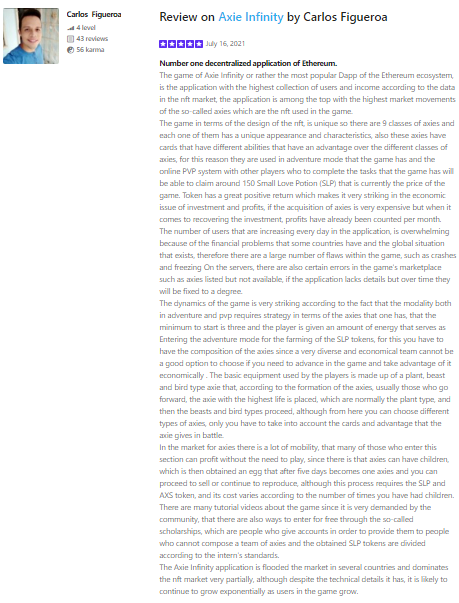 Carlos Figueroa
4 level
43 reviews
56 karma
Review on Axie Infinity by Carlos Figueroa
July 16, 2021
Number one decentralized application of Ethereum.
The game of Axie Infinity or rather the most popular Dapp of the Ethereum ecosystem,
is the application with the highest collection of users and income according to the data
in the nft market, the application is among the top with the highest market movements
of the so-called axies which are the nft used in the game.
The game in terms of the design of the nft, is unique so there are 9 classes of axies and
each one of them has a unique appearance and characteristics, also these axies have
cards that have different abilities that have an advantage over the different classes of
axies, for this reason they are used in adventure mode that the game has and the
online PVP system with other players who to complete the tasks that the game has will
be able to claim around 150 Small Love Potion (SLP) that is currently the price of the
game. Token has a great positive return which makes it very striking in the economic
issue of investment and profits, if the acquisition of axies is very expensive but when it
comes to recovering the investment, profits have already been counted per month.
The number of users that are increasing every day in the application, is overwhelming
because of the financial problems that some countries have and the global situation
that exists, therefore there are a large number of flaws within the game, such as crashes
and freezing On the servers, there are also certain errors in the game's marketplace
such as axies listed but not available, if the application lacks details but over time they
will be fixed to a degree.
The dynamics of the game is very striking according to the fact that the modality both
in adventure and pvp requires strategy in terms of the axies that one has, that the
minimum to start is three and the player is given an amount of energy that serves as
Entering the adventure mode for the farming of the SLP tokens, for this you have to
have the composition of the axies since a very diverse and economical team cannot be
a good option to choose if you need to advance in the game and take advantage of it
economically . The basic equipment used by the players is made up of a plant, beast
and bird type axie that, according to the formation of the axies, usually those who go
forward, the axie with the highest life is placed, which are normally the plant type, and
then the beasts and bird types proceed, although from here you can choose different
types of axies, only you have to take into account the cards and advantage that the
axie gives in battle.
In the market for axies there is a lot of mobility, that many of those who enter this
section can profit without the need to play, since there is that axies can have children,
which is then obtained an egg that after five days becomes one axies and you can
proceed to sell or continue to reproduce, although this process requires the SLP and
AXS token, and its cost varies according to the number of times you have had children.
There are many tutorial videos about the game since it is very demanded by the
community, that there are also ways to enter for free through the so-called
scholarships, which are people who give accounts in order to provide them to people
who cannot compose a team of axies and the obtained SLP tokens are divided
according to the intern's standards.
The Axie Infinity application is flooded the market in several countries and dominates
the nft market very partially, although despite the technical details it has, it is likely to
continue to grow exponentially as users in the game grow.